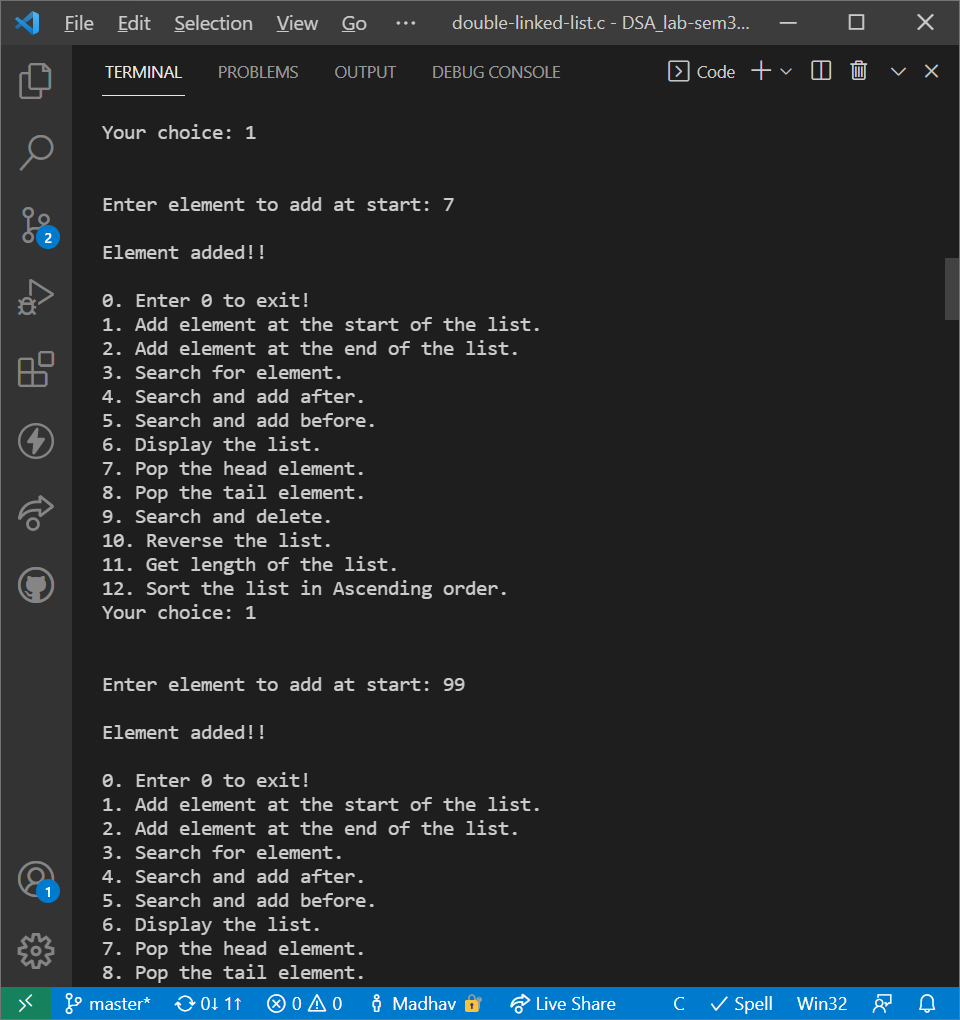 File Edit Selection View Go ··· double-linked-list.c - DSA_lab-sem3...
TERMINAL PROBLEMS OUTPUT DEBUG CONSOLE Code
Your choice: 1
Enter element to add at start: 7
Element added!!
0. Enter 0 to exit!
1. Add element at the start of the list.
2. Add element at the end of the list.
3. Search for element.
4. Search and add after.
5. Search and add before.
6. Display the list.
7. Pop the head element.
8. Pop the tail element.
9. Search and delete.
10. Reverse the list.
11. Get length of the list.
12. Sort the list in Ascending order.
Your choice: 1
Enter element to add at start: 99
Element added!!
0. Enter 0 to exit!
1. Add element at the start of the list.
2. Add element at the end of the list.
3. Search for element.
4. Search and add after.
5. Search and add before.
6. Display the list.
7. Pop the head element.
8. Pop the tail element.
2
1
master* 0↓ 1↑ 0 0 Madhav Live Share C Spell Win32